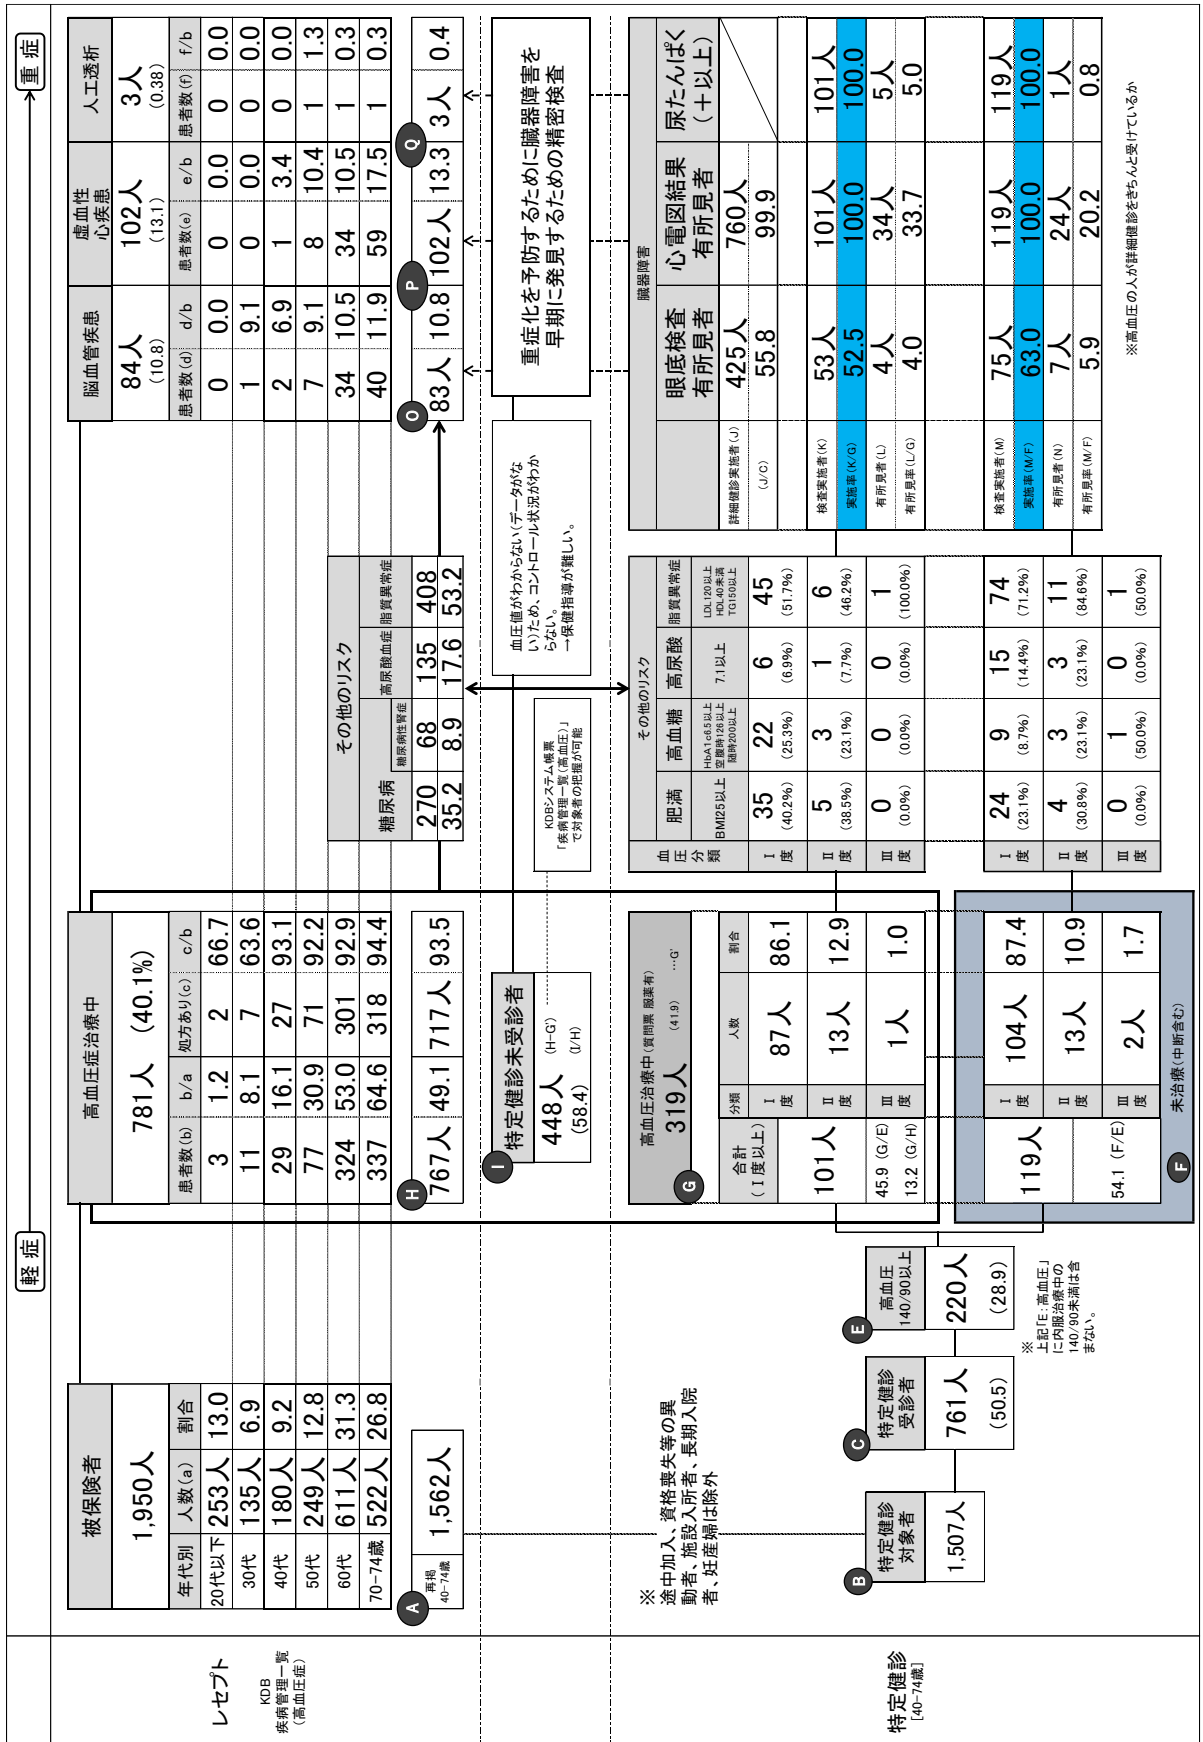 軽症
重症
レセプト
KDB
疾病管理一覧
（高血圧症）
被保険者
1,950人
年代別 人数(a) 割合
20代以下 253人 13.0
30代 135人 6.9
40代 180人 9.2
50代 249人 12.8
60代 611人 31.3
70-74歳 522人 26.8
A
再掲
40-74歳
1,562人
高血圧症治療中
781人 (40.1%)
患者数(b) b/a 処方あり(c) c/b
3 1.2 2 66.7
11 8.1 7 63.6
29 16.1 27 93.1
77 30.9 71 92.2
324 53.0 301 92.9
337 64.6 318 94.4
H
767人 49.1 717人 93.5
その他のリスク
糖尿病 糖尿病性腎症 高尿酸血症 脂質異常症
270 68 135 408
35.2 8.9 17.6 53.2
脳血管疾患
84人
(10.8)
患者数(d) d/b
0 0.0
1 9.1
2 6.9
7 9.1
34 10.5
40 11.9
O
83人 10.8
虚血性
心疾患
102人
(13.1)
患者数(e) e/b
0 0.0
0 0.0
1 3.4
8 10.4
34 10.5
59 17.5
P
102人 13.3
人工透析
3人
(0.38)
患者数(f) f/b
0 0.0
0 0.0
0 0.0
1 1.3
1 0.3
1 0.3
Q
3人 0.4
I
特定健診未受診者
448人 (H-G')
(58.4) (I/H)
KDBシステム帳票
「疾病管理一覧(高血圧)」
で対象者の把握が可能
血圧値がわからない（データがな
い）ため、コントロール状況がわか
らない。
→保健指導が難しい。
重症化を予防するために臓器障害を
早期に発見するための精密検査
特定健診
[40-74歳]
※
途中加入、資格喪失等の異
動者、施設入所者、長期入院
者、妊産婦は除外
B
特定健診
対象者
1,507人
C
特定健診
受診者
761人
(50.5)
E
高血圧
140/90以上
220人
(28.9)
※
上記「E：高血圧」
に内服治療中の
140/90未満は含
まない。
G
高血圧治療中(質問票 服薬有)
319人 (41.9) …G'
合計
(Ⅰ度以上)
分類 人数 割合
101人
45.9 (G/E)
13.2 (G/H)
Ⅰ度 87人 86.1
Ⅱ度 13人 12.9
Ⅲ度 1人 1.0
119人
54.1 (F/E)
Ⅰ度 104人 87.4
Ⅱ度 13人 10.9
Ⅲ度 2人 1.7
F
未治療(中断含む)
血圧分類
その他のリスク
肥満 高血糖 高尿酸 脂質異常症
BMI25以上
HbA1c6.5以上
空腹時126以上
随時200以上
7.1以上
LDL120以上
HDL40未満
TG150以上
Ⅰ度 35 22 6 45
(40.2%) (25.3%) (6.9%) (51.7%)
Ⅱ度 5 3 1 6
(38.5%) (23.1%) (7.7%) (46.2%)
Ⅲ度 0 0 0 1
(0.0%) (0.0%) (0.0%) (100.0%)
Ⅰ度 24 9 15 74
(23.1%) (8.7%) (14.4%) (71.2%)
Ⅱ度 4 3 3 11
(30.8%) (23.1%) (23.1%) (84.6%)
Ⅲ度 0 1 0 1
(0.0%) (50.0%) (0.0%) (50.0%)
臓器障害
眼底検査
有所見者
心電図結果
有所見者
尿たんぱく
(＋以上)
詳細健診実施者(J) 425人 760人
(J/C) 55.8 99.9
検査実施者(K) 53人 101人 101人
実施率(K/G) 52.5 100.0 100.0
有所見者(L) 4人 34人 5人
有所見率(L/G) 4.0 33.7 5.0
検査実施者(M) 75人 119人 119人
実施率(M/F) 63.0 100.0 100.0
有所見者(N) 7人 24人 1人
有所見率(M/F) 5.9 20.2 0.8
※高血圧の人が詳細健診をきちんと受けているか